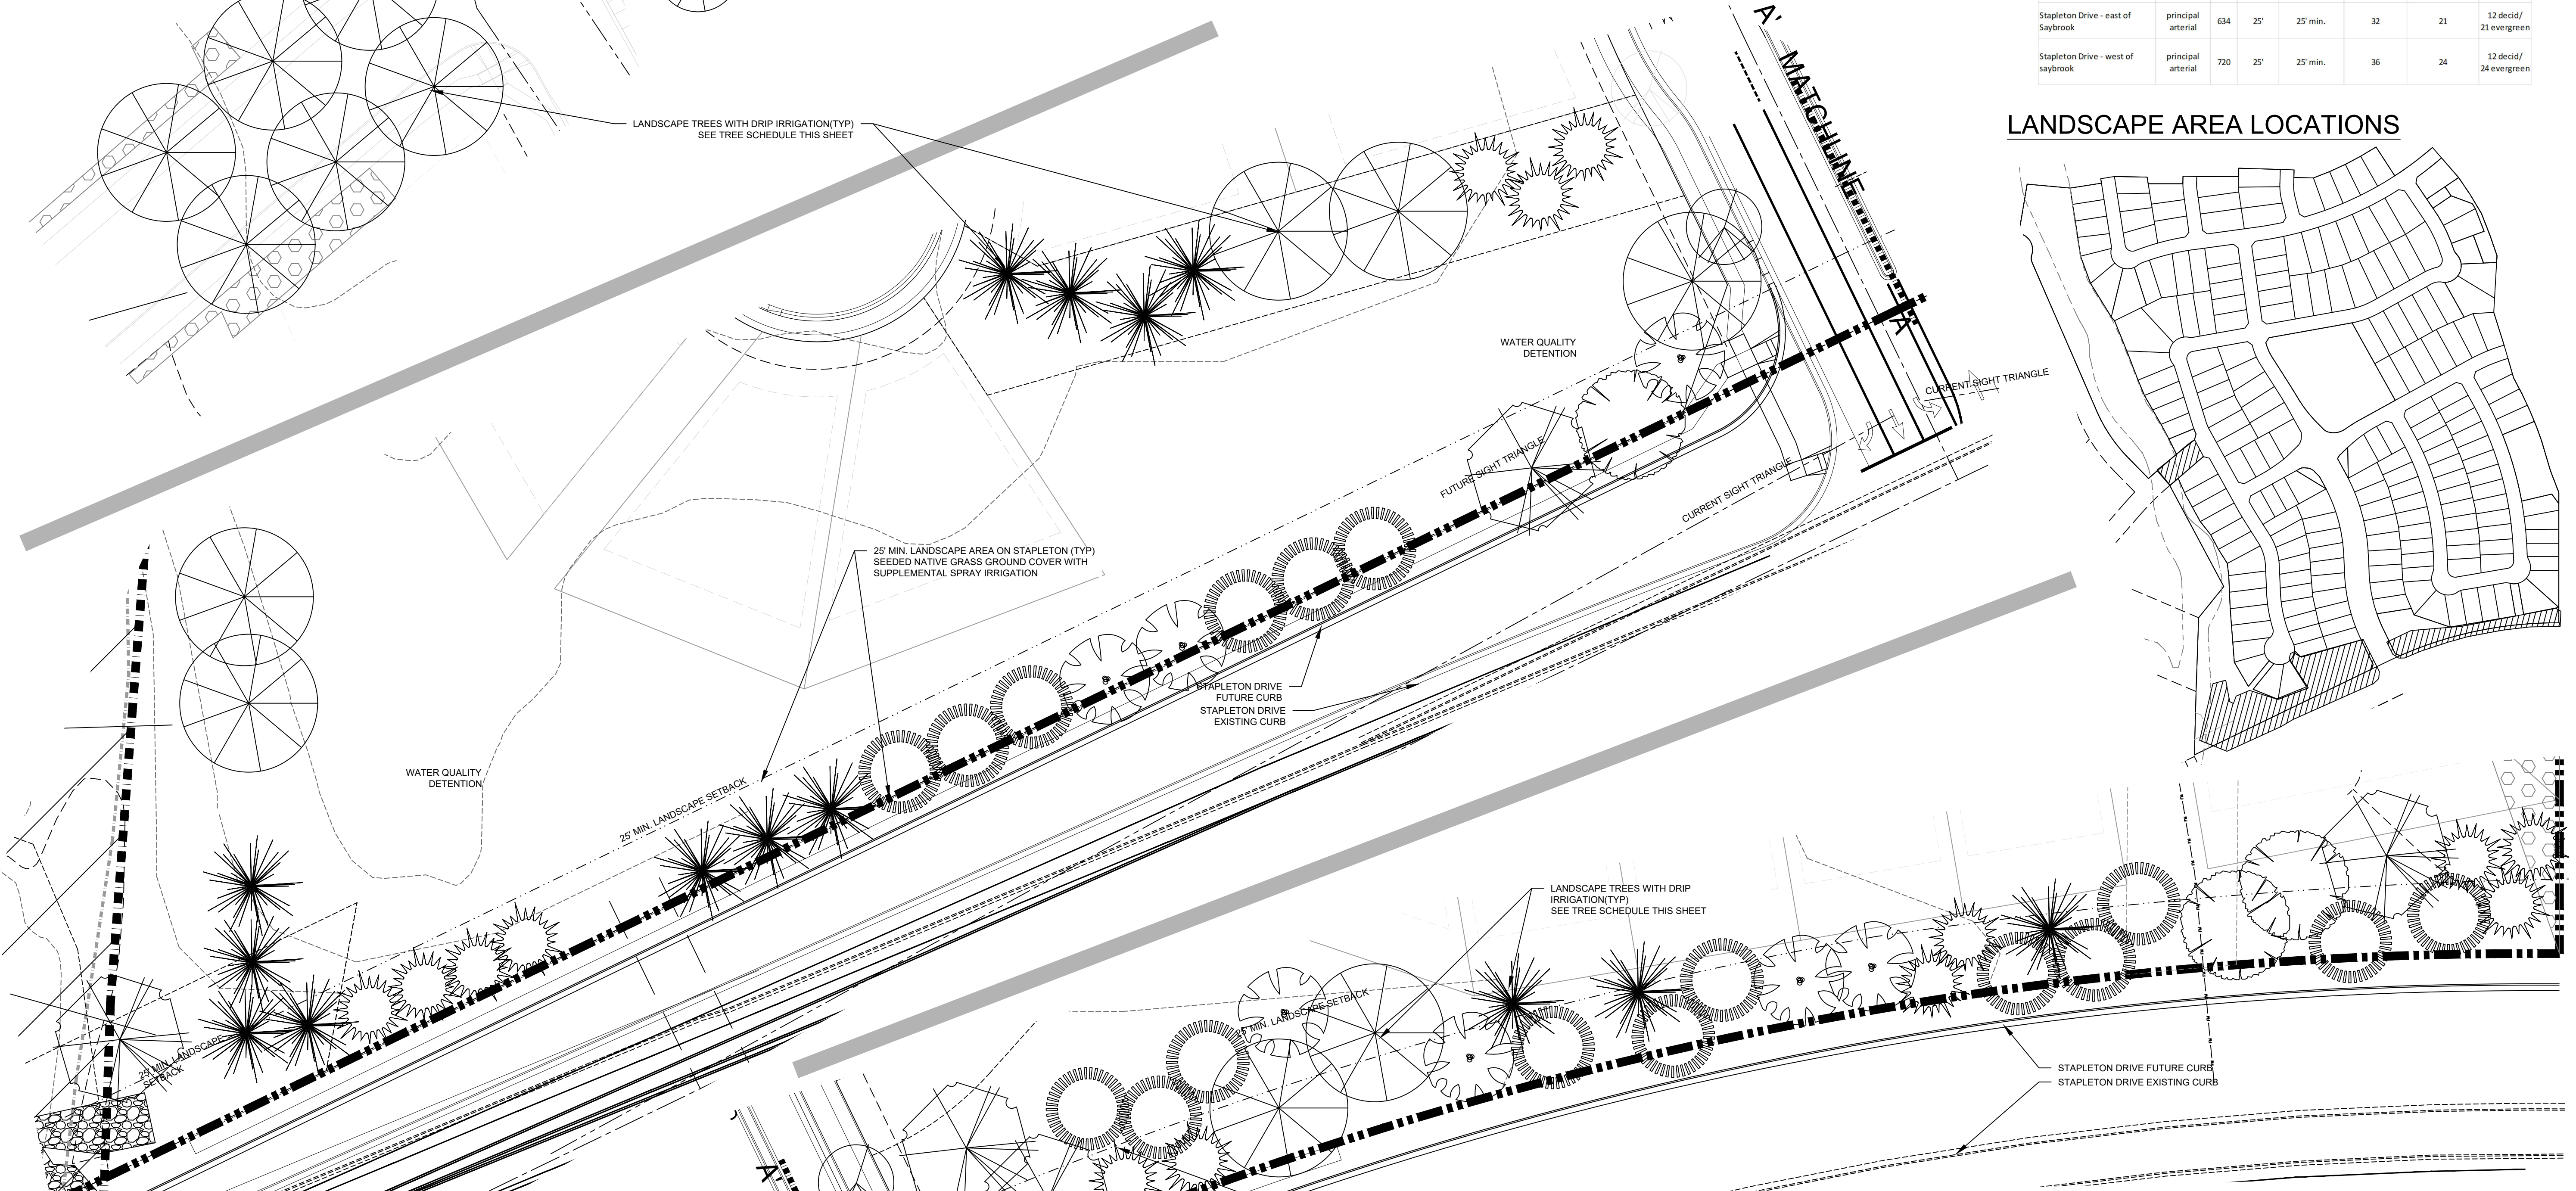 Stapleton Drive - east of Saybrook principal arterial 634 25' 25' min. 32 21 12 decid/ 21 evergreen
Stapleton Drive - west of saybrook principal arterial 720 25' 25' min. 36 24 12 decid/ 24 evergreen
LANDSCAPE AREA LOCATIONS
A'
MATCHLINE
A'
LANDSCAPE TREES WITH DRIP IRRIGATION(TYP)
SEE TREE SCHEDULE THIS SHEET
WATER QUALITY
DETENTION
CURRENT SIGHT TRIANGLE
FUTURE SIGHT TRIANGLE
CURRENT SIGHT TRIANGLE
25' MIN. LANDSCAPE AREA ON STAPLETON (TYP)
SEEDED NATIVE GRASS GROUND COVER WITH
SUPPLEMENTAL SPRAY IRRIGATION
STAPLETON DRIVE
FUTURE CURB
STAPLETON DRIVE
EXISTING CURB
WATER QUALITY
DETENTION
25' MIN. LANDSCAPE SETBACK
25' MIN. LANDSCAPE
SETBACK
LANDSCAPE TREES WITH DRIP
IRRIGATION(TYP)
SEE TREE SCHEDULE THIS SHEET
25' MIN. LANDSCAPE SETBACK
STAPLETON DRIVE FUTURE CURB
STAPLETON DRIVE EXISTING CURB
A'